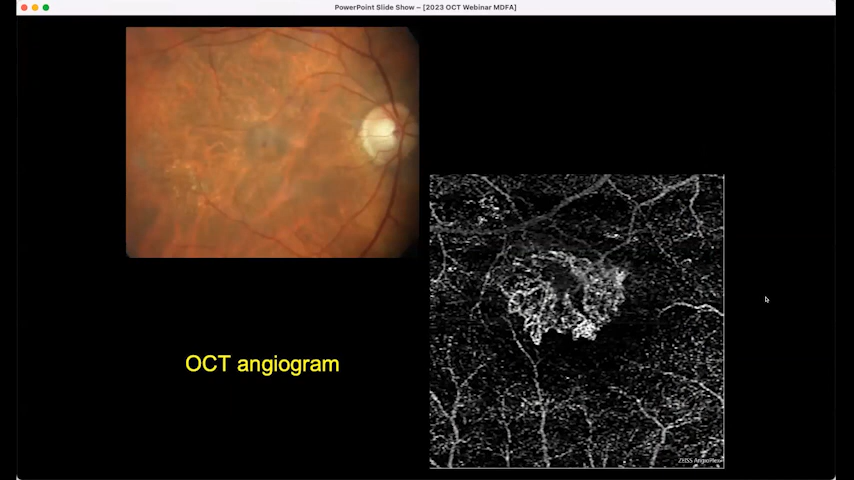 PowerPoint Slide Show – [2023 OCT Webinar MDFA]
OCT angiogram
ZEISS AngioPlex